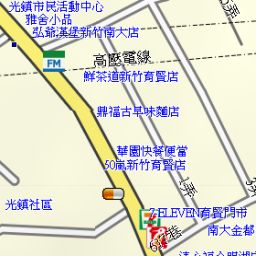 光鎮市民活動中心
雅舍小品
弘爺漢堡新竹南大店
FM
高壓電線
鮮茶道新竹育賢店
鼎福古早味麵店
華園快餐便當
50嵐新竹育賢店
1弄
光鎮社區
7-ELEVEN育賢門市
南大金都